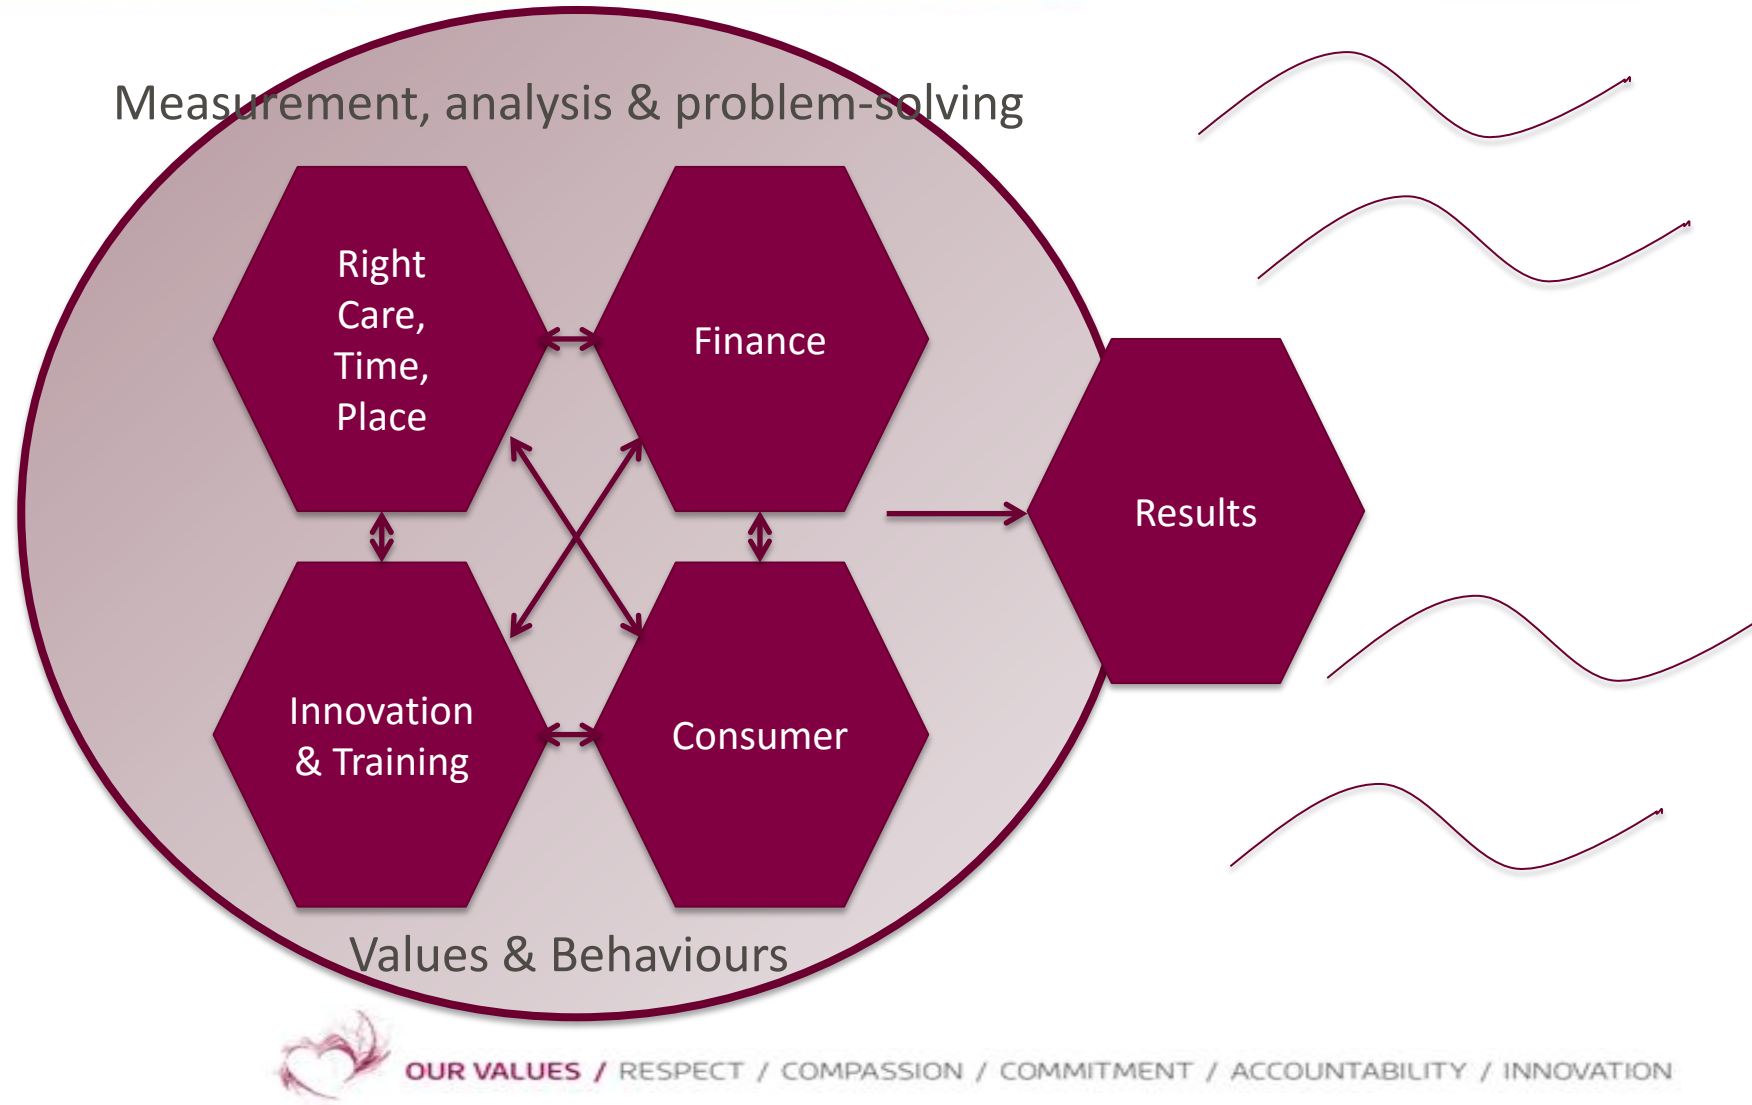 Measurement, analysis & problem-solving
Right
Care,
Time,
Place
Finance
Results
Innovation
& Training
Consumer
Values & Behaviours
OUR VALUES / RESPECT / COMPASSION / COMMITMENT / ACCOUNTABILITY / INNOVATION